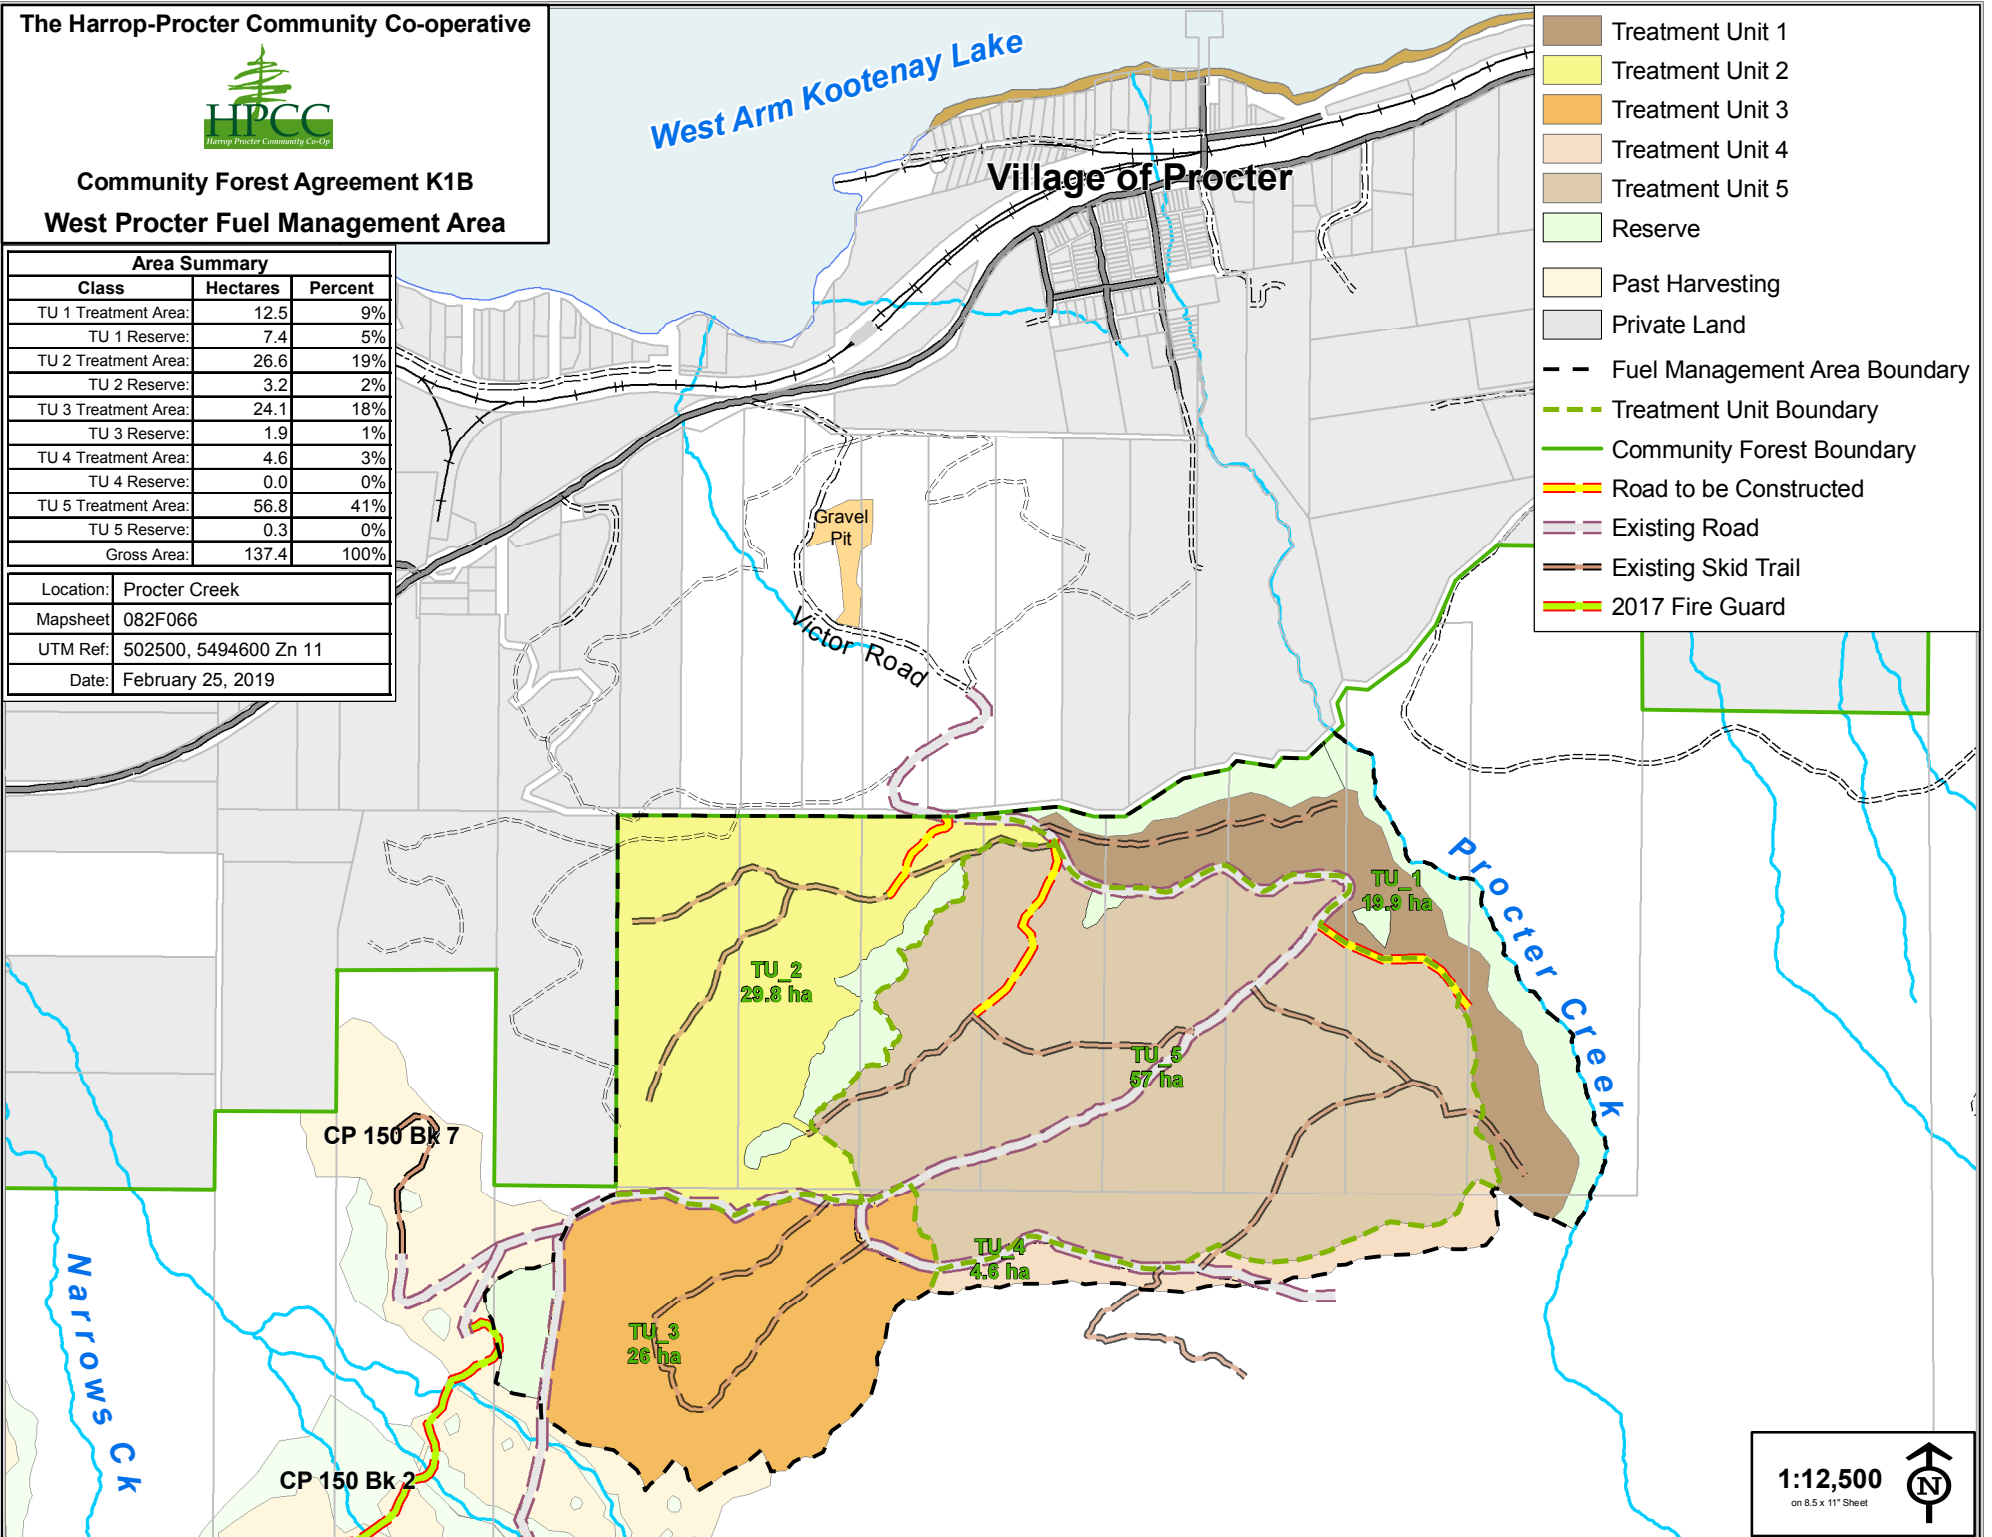 The Harrop-Procter Community Co-operative
HPCC
Harrop Procter Community Co-Op
Community Forest Agreement K1B
West Procter Fuel Management Area
Area Summary
Class Hectares Percent
TU 1 Treatment Area: 12.5 9%
TU 1 Reserve: 7.4 5%
TU 2 Treatment Area: 26.6 19%
TU 2 Reserve: 3.2 2%
TU 3 Treatment Area: 24.1 18%
TU 3 Reserve: 1.9 1%
TU 4 Treatment Area: 4.6 3%
TU 4 Reserve: 0.0 0%
TU 5 Treatment Area: 56.8 41%
TU 5 Reserve: 0.3 0%
Gross Area: 137.4 100%
Location: Procter Creek
Mapsheet 082F066
UTM Ref: 502500, 5494600 Zn 11
Date: February 25, 2019
West Arm Kootenay Lake
Village of Procter
Gravel
Pit
Victor Road
Treatment Unit 1
Treatment Unit 2
Treatment Unit 3
Treatment Unit 4
Treatment Unit 5
Reserve
Past Harvesting
Private Land
Fuel Management Area Boundary
Treatment Unit Boundary
Community Forest Boundary
Road to be Constructed
Existing Road
Existing Skid Trail
2017 Fire Guard
TU_1
19.9 ha
Procter Creek
TU_2
29.8 ha
TU_5
57 ha
CP 150 Bk 7
TU_4
4.6 ha
TU_3
26 ha
Narrows Ck
CP 150 Bk 2
1:12,500
on 8.5 x 11" Sheet
N